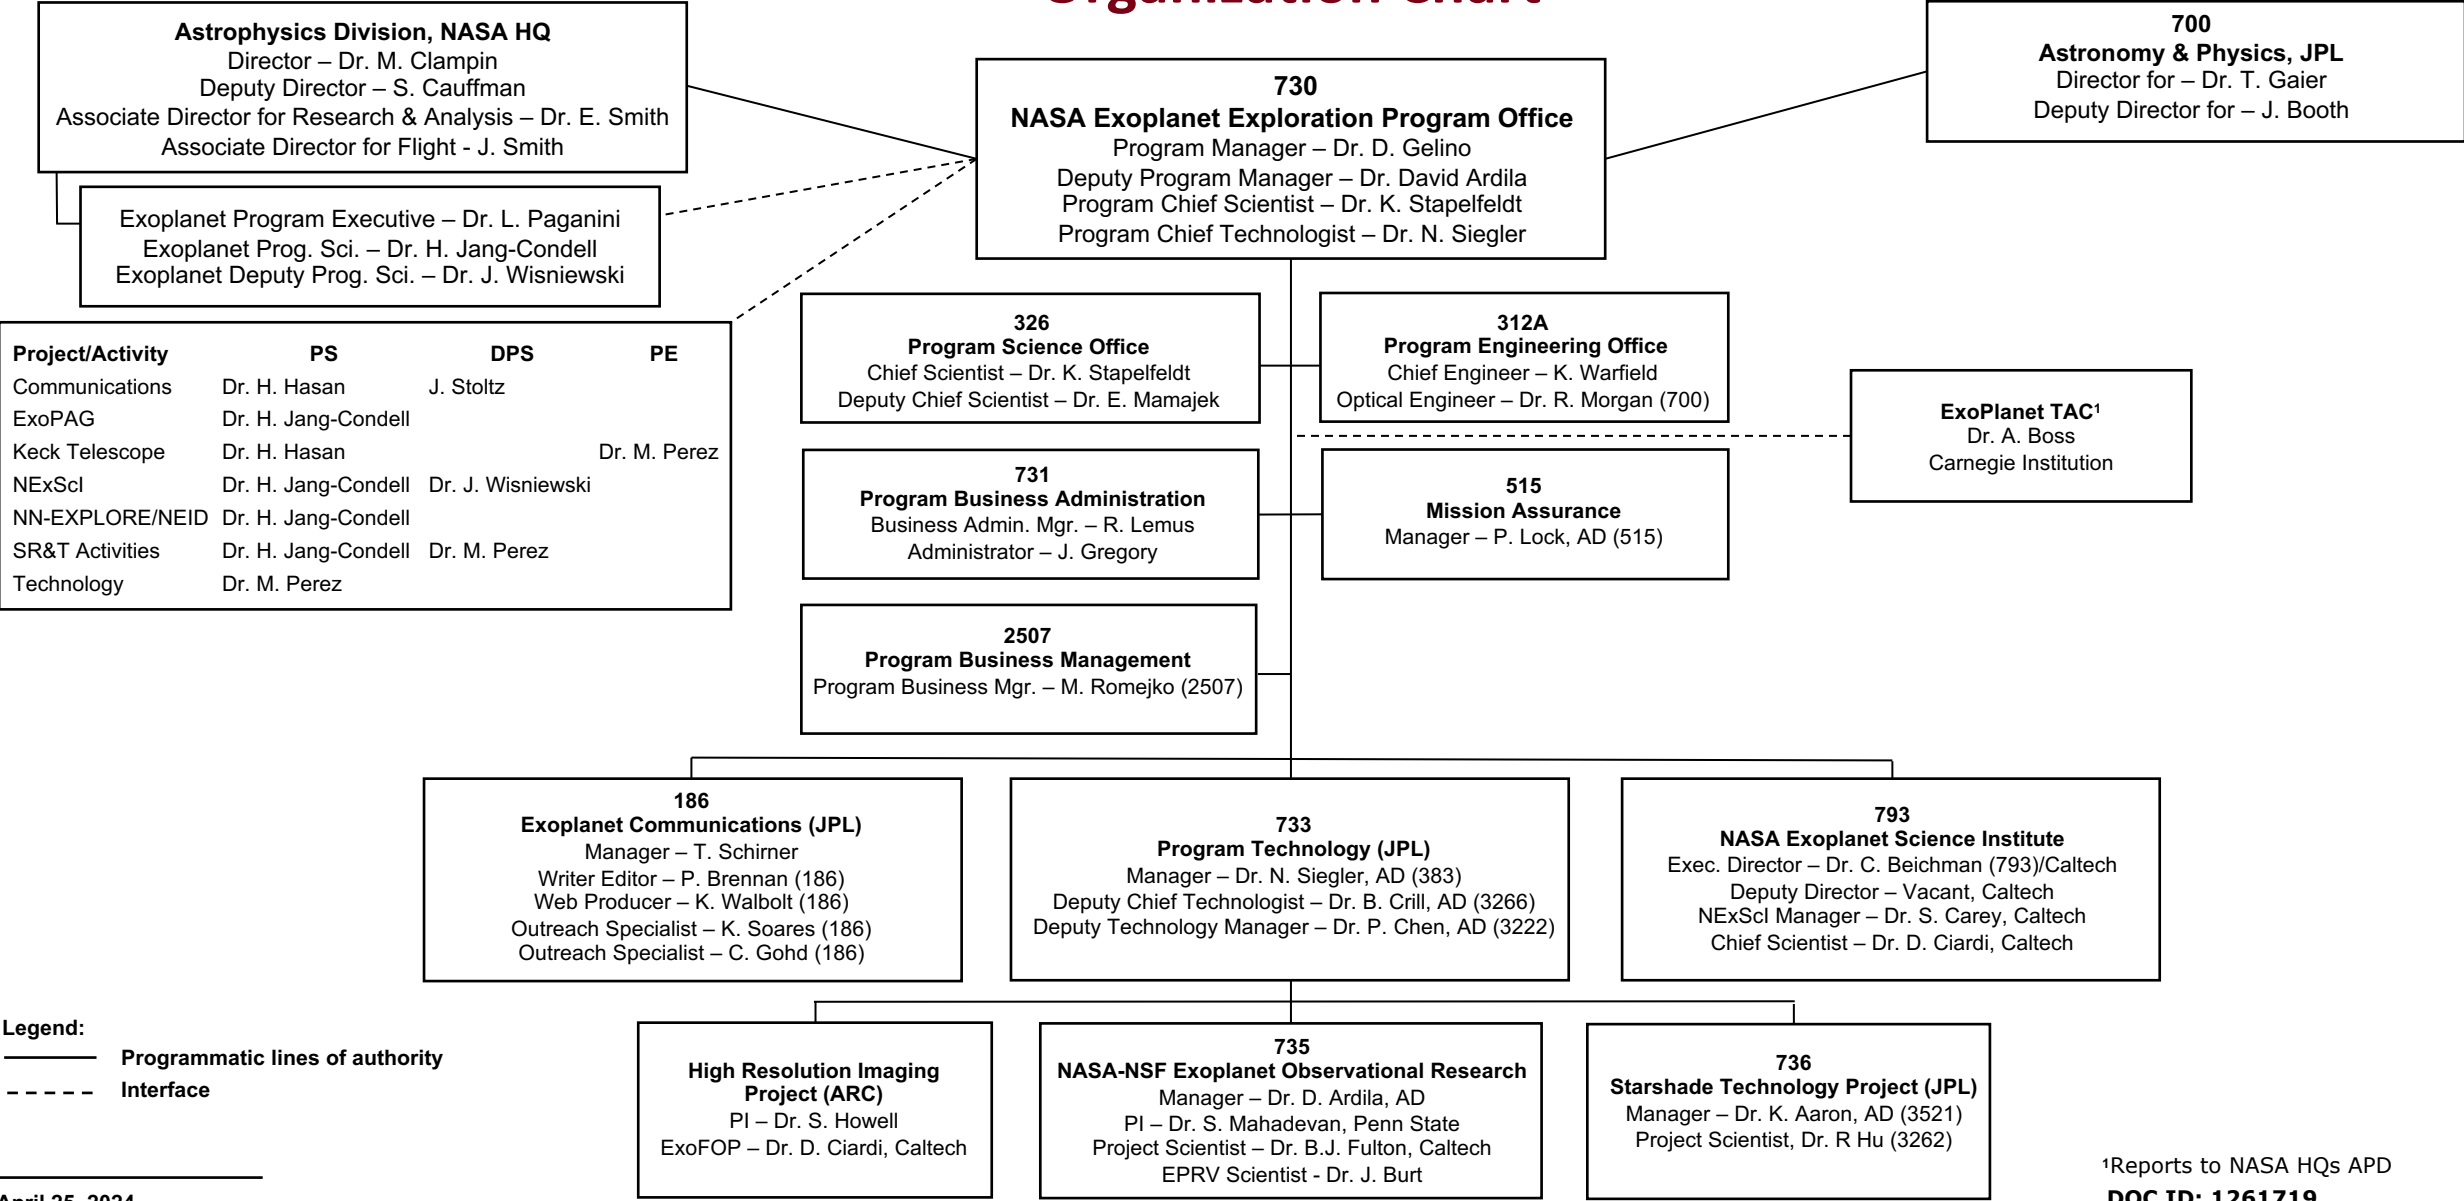 Organization Chart
Astrophysics Division, NASA HQ
Director – Dr. M. Clampin
Deputy Director – S. Cauffman
Associate Director for Research & Analysis – Dr. E. Smith
Associate Director for Flight - J. Smith
Exoplanet Program Executive – Dr. L. Paganini
Exoplanet Prog. Sci. – Dr. H. Jang-Condell
Exoplanet Deputy Prog. Sci. – Dr. J. Wisniewski
730
NASA Exoplanet Exploration Program Office
Program Manager – Dr. D. Gelino
Deputy Program Manager – Dr. David Ardila
Program Chief Scientist – Dr. K. Stapelfeldt
Program Chief Technologist – Dr. N. Siegler
700
Astronomy & Physics, JPL
Director for – Dr. T. Gaier
Deputy Director for – J. Booth
Project/Activity PS DPS PE
Communications Dr. H. Hasan J. Stoltz
ExoPAG Dr. H. Jang-Condell
Keck Telescope Dr. H. Hasan Dr. M. Perez
NExScI Dr. H. Jang-Condell Dr. J. Wisniewski
NN-EXPLORE/NEID Dr. H. Jang-Condell
SR&T Activities Dr. H. Jang-Condell Dr. M. Perez
Technology Dr. M. Perez
326
Program Science Office
Chief Scientist – Dr. K. Stapelfeldt
Deputy Chief Scientist – Dr. E. Mamajek
312A
Program Engineering Office
Chief Engineer – K. Warfield
Optical Engineer – Dr. R. Morgan (700)
ExoPlanet TAC¹
Dr. A. Boss
Carnegie Institution
731
Program Business Administration
Business Admin. Mgr. – R. Lemus
Administrator – J. Gregory
515
Mission Assurance
Manager – P. Lock, AD (515)
2507
Program Business Management
Program Business Mgr. – M. Romejko (2507)
186
Exoplanet Communications (JPL)
Manager – T. Schirner
Writer Editor – P. Brennan (186)
Web Producer – K. Walbolt (186)
Outreach Specialist – K. Soares (186)
Outreach Specialist – C. Gohd (186)
733
Program Technology (JPL)
Manager – Dr. N. Siegler, AD (383)
Deputy Chief Technologist – Dr. B. Crill, AD (3266)
Deputy Technology Manager – Dr. P. Chen, AD (3222)
793
NASA Exoplanet Science Institute
Exec. Director – Dr. C. Beichman (793)/Caltech
Deputy Director – Vacant, Caltech
NExScI Manager – Dr. S. Carey, Caltech
Chief Scientist – Dr. D. Ciardi, Caltech
High Resolution Imaging
Project (ARC)
PI – Dr. S. Howell
ExoFOP – Dr. D. Ciardi, Caltech
735
NASA-NSF Exoplanet Observational Research
Manager – Dr. D. Ardila, AD
PI – Dr. S. Mahadevan, Penn State
Project Scientist – Dr. B.J. Fulton, Caltech
EPRV Scientist - Dr. J. Burt
736
Starshade Technology Project (JPL)
Manager – Dr. K. Aaron, AD (3521)
Project Scientist, Dr. R Hu (3262)
Legend:
Programmatic lines of authority
Interface
April 25, 2024
¹Reports to NASA HQs APD
DOC ID: 1261719